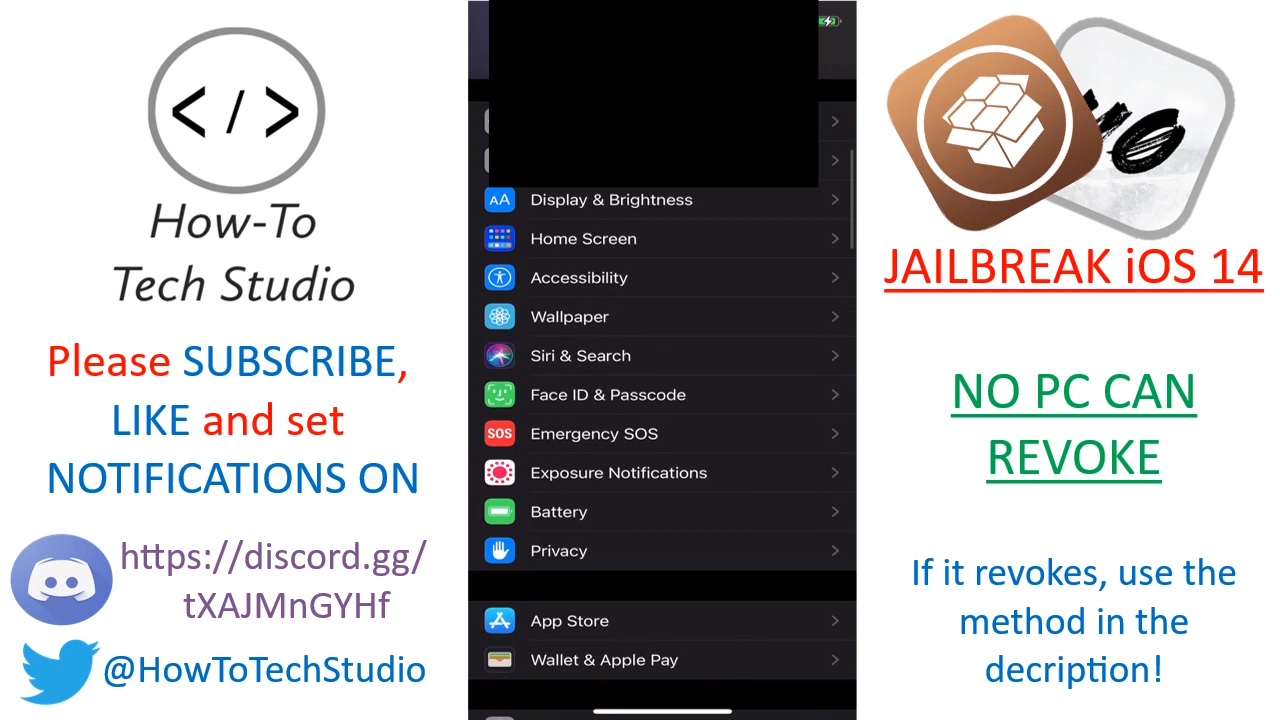 </>
How-To
Tech Studio
Please SUBSCRIBE,
LIKE and set
NOTIFICATIONS ON
https://discord.gg/
tXAJMnGYHf
@HowToTechStudio
Display & Brightness
Home Screen
Accessibility
Wallpaper
Siri & Search
Face ID & Passcode
SOS Emergency SOS
Exposure Notifications
Battery
Privacy
App Store
Wallet & Apple Pay
JAILBREAK iOS 14
NO PC CAN
REVOKE
If it revokes, use the
method in the
decription!